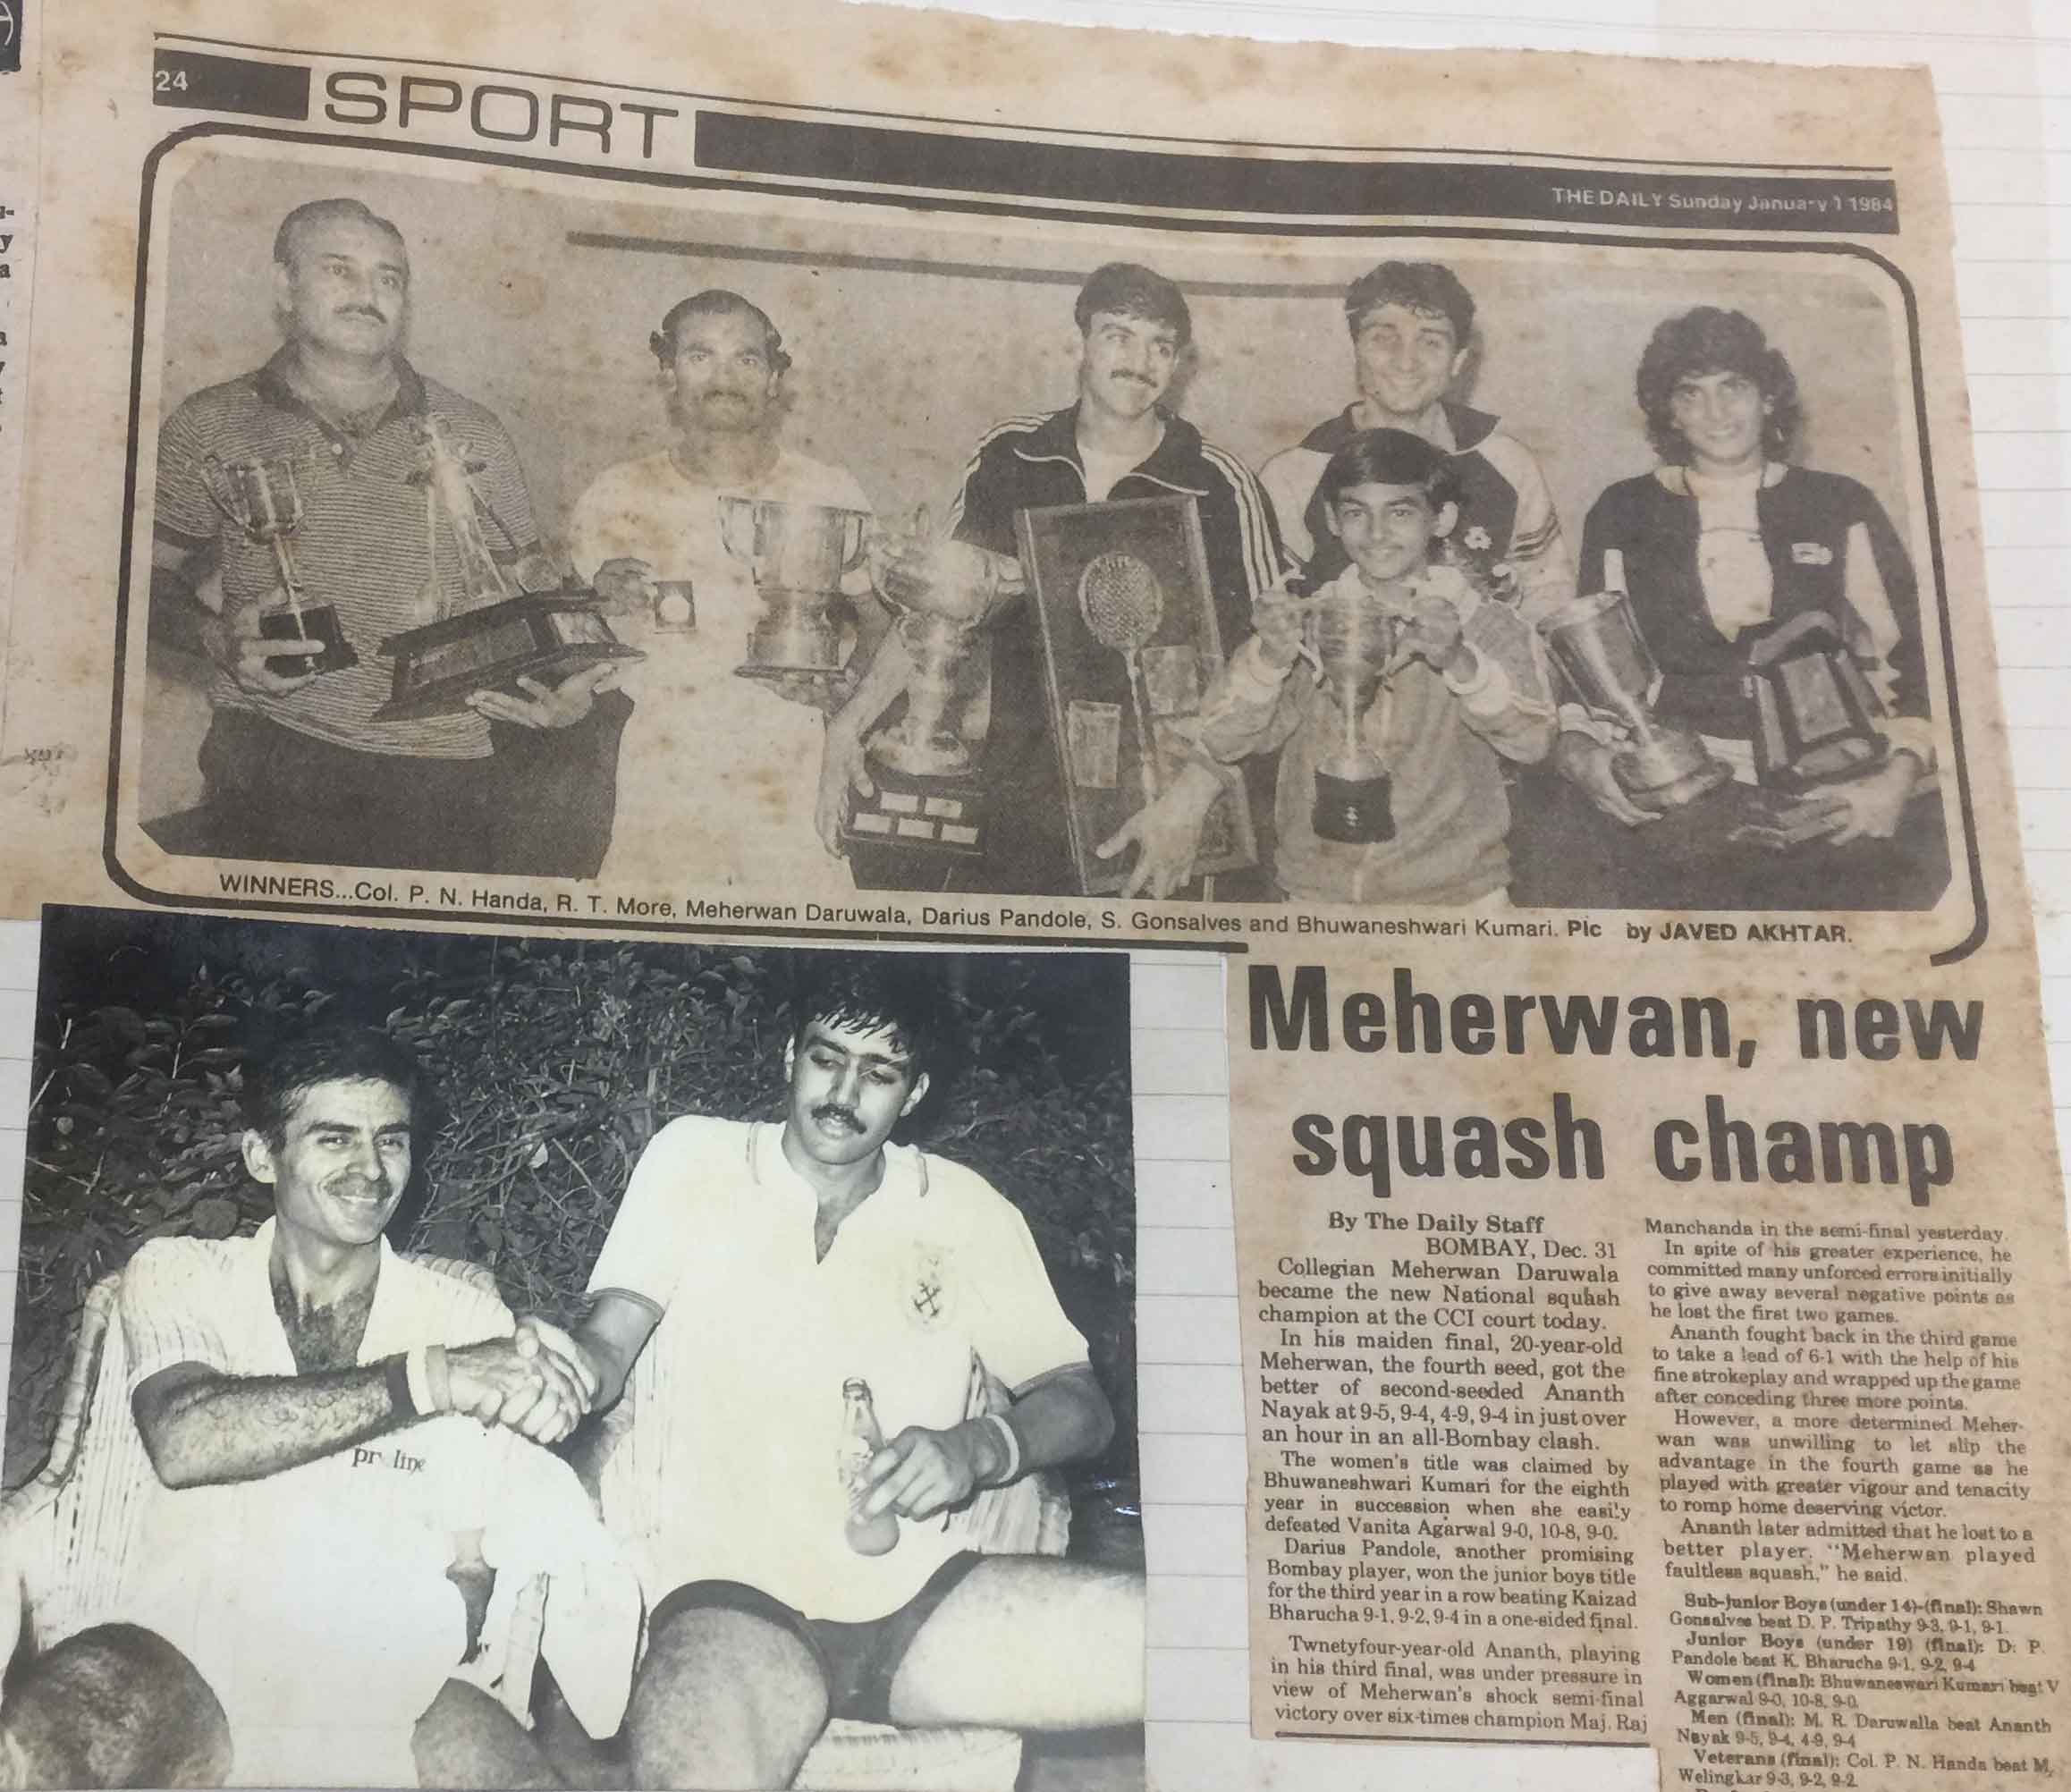 24
SPORT
THE DAILY Sunday January 1 1984
WINNERS...Col. P. N. Handa, R. T. More, Meherwan Daruwala, Darius Pandole, S. Gonsalves and Bhuwaneshwari Kumari. Pic by JAVED AKHTAR.
pro line
Meherwan, new
squash champ
By The Daily Staff
BOMBAY, Dec. 31
Collegian Meherwan Daruwala
became the new National squash
champion at the CCI court today.
In his maiden final, 20-year-old
Meherwan, the fourth seed, got the
better of second-seeded Ananth
Nayak at 9-5, 9-4, 4-9, 9-4 in just over
an hour in an all-Bombay clash.
The women's title was claimed by
Bhuwaneshwari Kumari for the eighth
year in succession when she easily
defeated Vanita Agarwal 9-0, 10-8, 9-0.
Darius Pandole, another promising
Bombay player, won the junior boys title
for the third year in a row beating Kaizad
Bharucha 9-1, 9-2, 9-4 in a one-sided final.
Twnetyfour-year-old Ananth, playing
in his third final, was under pressure in
view of Meherwan's shock semi-final
victory over six-times champion Maj. Raj
Manchanda in the semi-final yesterday.
In spite of his greater experience, he
committed many unforced errors initially
to give away several negative points as
he lost the first two games.
Ananth fought back in the third game
to take a lead of 6-1 with the help of his
fine strokeplay and wrapped up the game
after conceding three more points.
However, a more determined Meher-
wan was unwilling to let slip the
advantage in the fourth game as he
played with greater vigour and tenacity
to romp home deserving victor.
Ananth later admitted that he lost to a
better player. "Meherwan played
faultless squash," he said.
Sub-Junior Boys (under 14)-(final): Shawn
Gonsalves beat D. P. Tripathy 9-3, 9-1, 9-1.
Junior Boys (under 19) (final): D. P.
Pandole beat K. Bharucha 9-1, 9-2, 9-4
Women (final): Bhuwaneswari Kumari beat V
Aggarwal 9-0, 10-8, 9-0
Men (final): M. R. Daruwalla beat Ananth
Nayak 9-5, 9-4, 4-9, 9-4
Veterans (final): Col. P. N. Handa beat M.
Welingkar 9-3, 9-2, 9-2